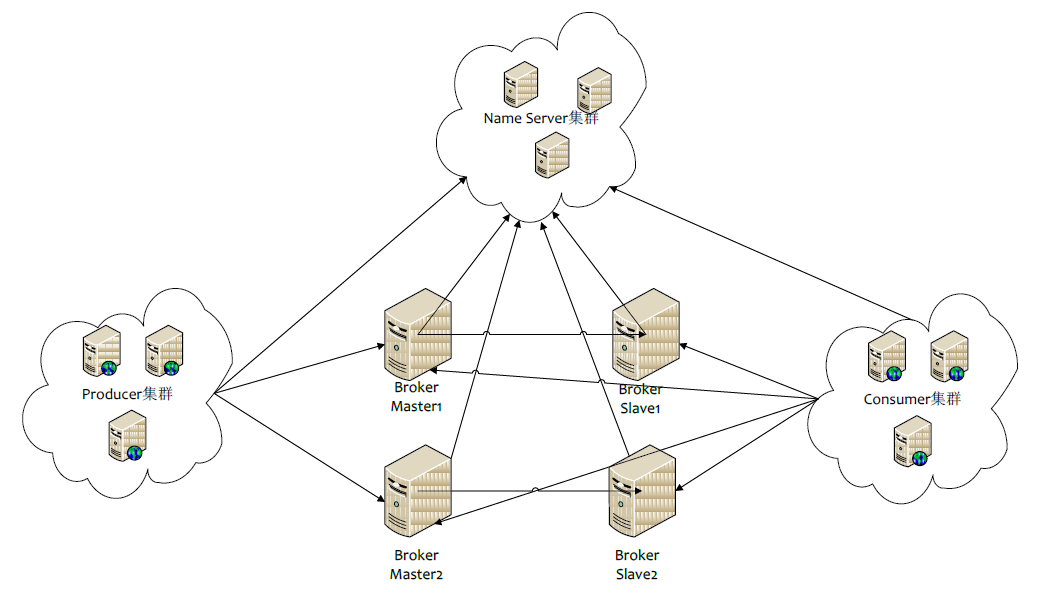 Name Server集群
Producer集群
Broker
Master1
Broker
Slave1
Consumer集群
Broker
Master2
Broker
Slave2